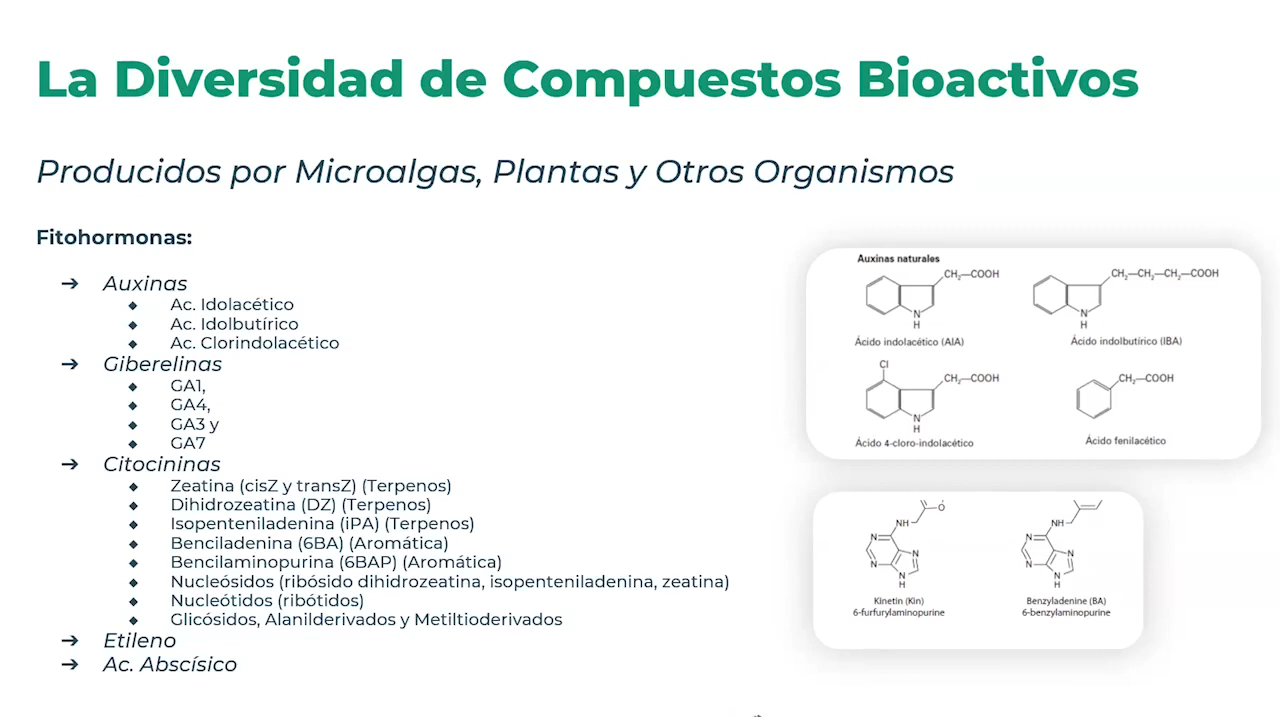 La Diversidad de Compuestos Bioactivos
Producidos por Microalgas, Plantas y Otros Organismos
Fitohormonas:
➔ Auxinas
◆ Ac. Idolacético
◆ Ac. Idolbutírico
◆ Ac. Clorindolacético
➔ Giberelinas
◆ GA1,
◆ GA4,
◆ GA3 y
◆ GA7
➔ Citocininas
◆ Zeatina (cisZ y transZ) (Terpenos)
◆ Dihidrozeatina (DZ) (Terpenos)
◆ Isopenteniladenina (iPA) (Terpenos)
◆ Benciladenina (6BA) (Aromática)
◆ Bencilaminopurina (6BAP) (Aromática)
◆ Nucleósidos (ribósido dihidrozeatina, isopenteniladenina, zeatina)
◆ Nucleótidos (ribótidos)
◆ Glicósidos, Alanilderivados y Metiltioderivados
➔ Etileno
➔ Ac. Abscísico
Auxinas naturales
CH₂—COOH
N
H
Ácido indolacético (AIA)
CH₂—CH₂—CH₂—COOH
N
H
Ácido indolbutírico (IBA)
Cl
CH₂—COOH
N
H
Ácido 4-cloro-indolacético
CH₂—COOH
Ácido fenilacético
O
NH
N
N
N
N
H
Kinetin (Kin)
6-furfurylaminopurine
NH
N
N
N
N
H
Benzyladenine (BA)
6-benzylaminopurine